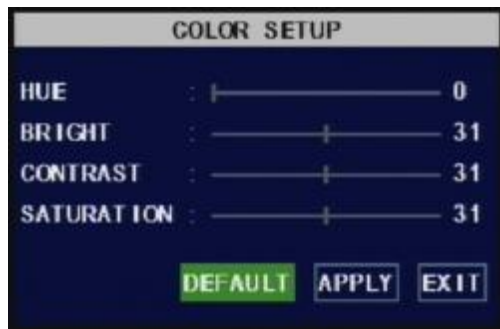 COLOR SETUP
HUE : 0
BRIGHT : 31
CONTRAST : 31
SATURATION : 31
DEFAULT APPLY EXIT